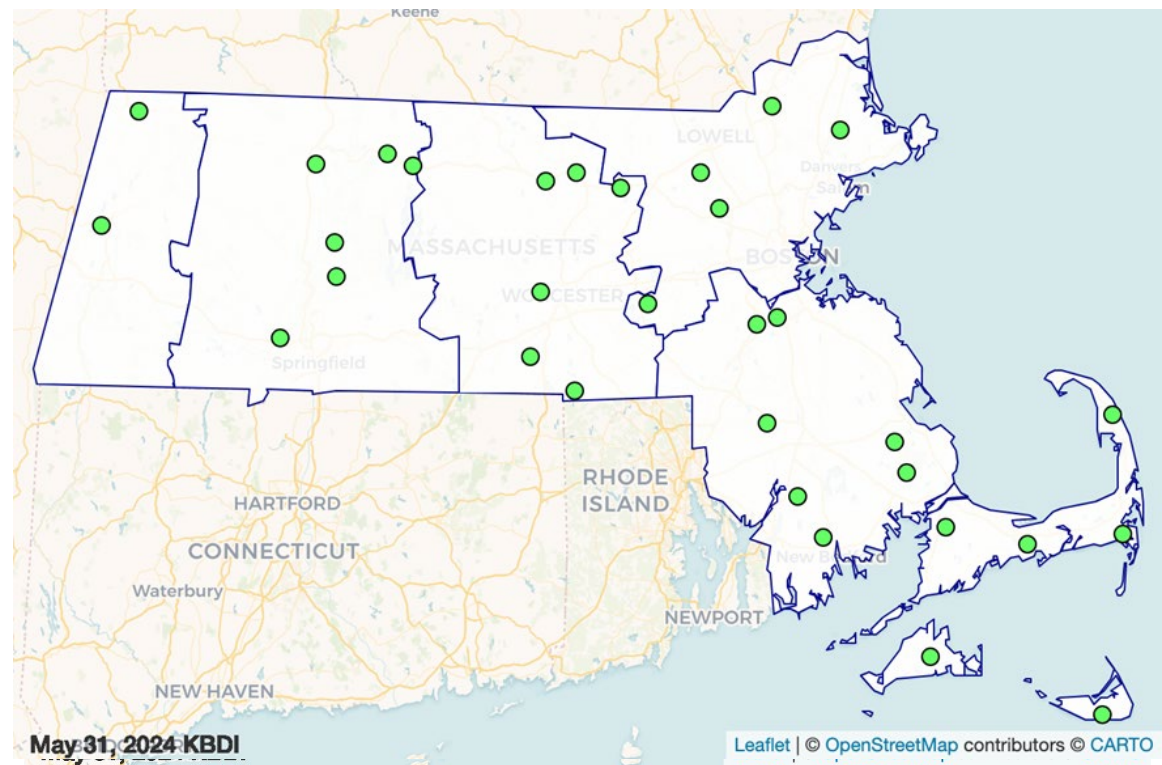 Keene
LOWELL
Danvers
Salem
MASSACHUSETTS
BOSTON
WORCESTER
Springfield
RHODE
ISLAND
HARTFORD
CONNECTICUT
New Bedford
Waterbury
NEWPORT
NEW HAVEN
May 31, 2024 KBDI
Leaflet | © OpenStreetMap contributors © CARTO